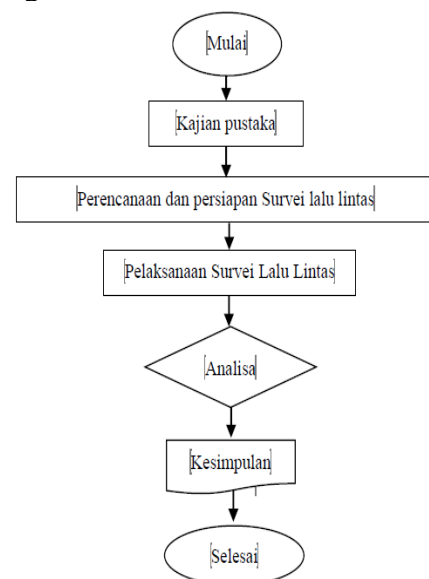 Mulai
Kajian pustaka
Perencanaan dan persiapan Survei lalu lintas
Pelaksanaan Survei Lalu Lintas
Analisa
Kesimpulan
Selesai